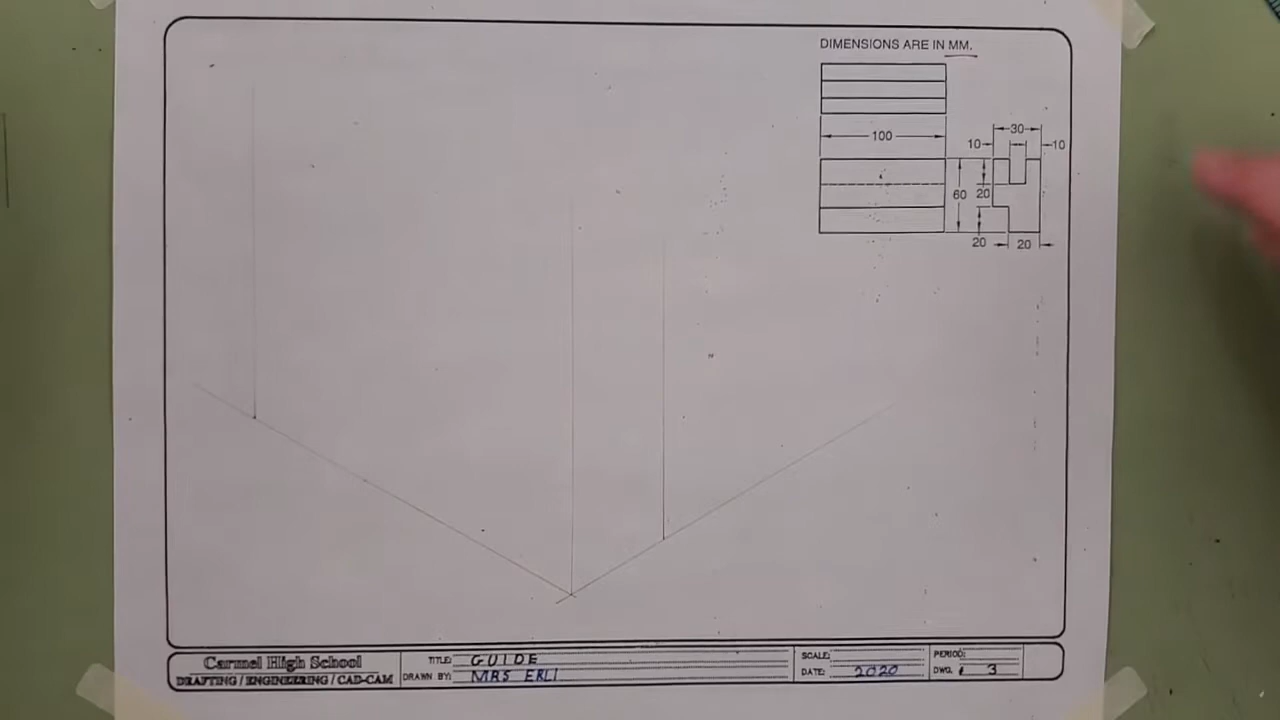 DIMENSIONS ARE IN MM.
100
30
10
10
60
20
20
20
Carmel High School
DRAFTING / ENGINEERING / CAD-CAM
TITLE: GUIDE
DRAWN BY: MRS ERLI
SCALE:
DATE: 2020
PERIOD:
DWG. # 3